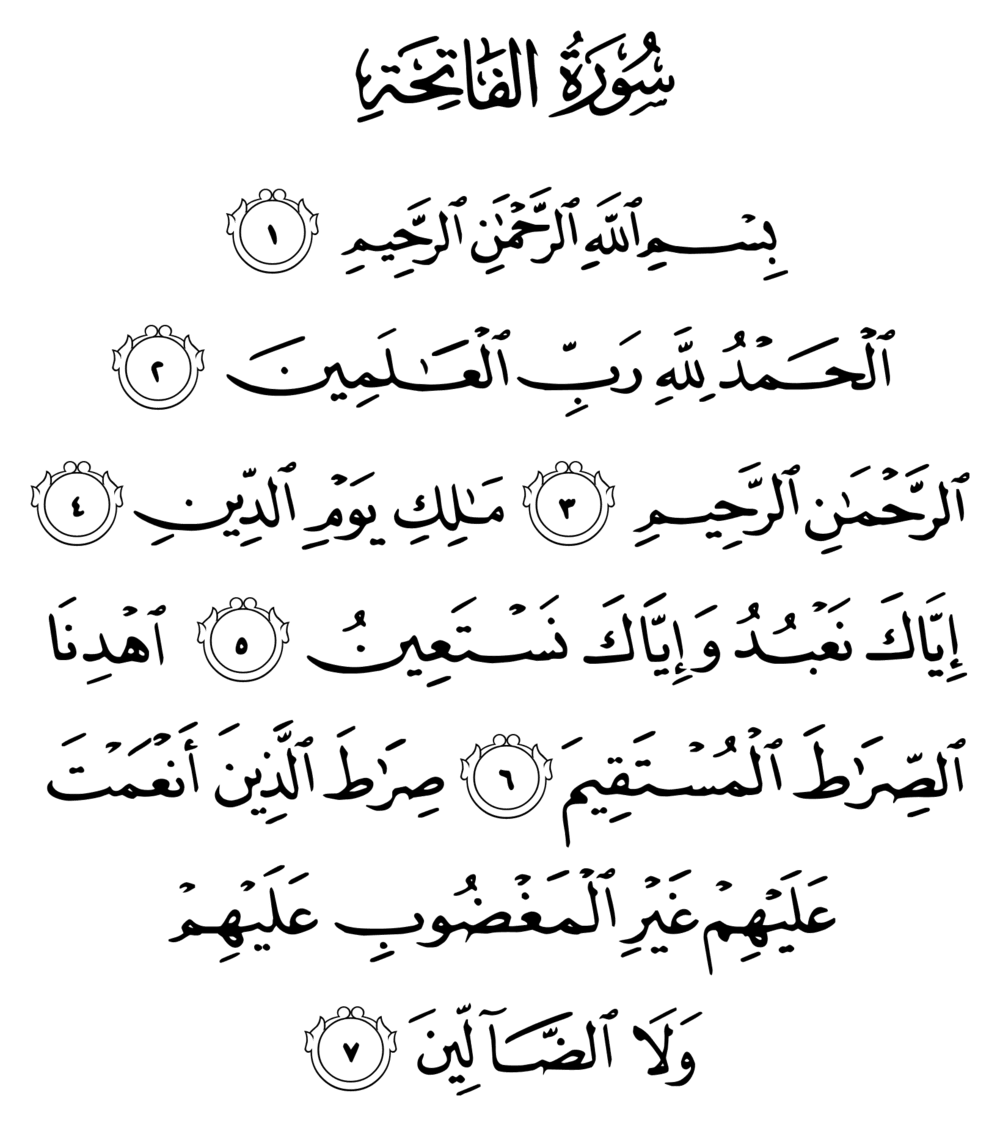 سُورَةُ الفَاتِحَةِ
بِسْمِ ٱللَّهِ ٱلرَّحْمَٰنِ ٱلرَّحِيمِ ١
ٱلْحَمْدُ لِلَّهِ رَبِّ ٱلْعَٰلَمِينَ ٢
ٱلرَّحْمَٰنِ ٱلرَّحِيمِ ٣ مَٰلِكِ يَوْمِ ٱلدِّينِ ٤
إِيَّاكَ نَعْبُدُ وَإِيَّاكَ نَسْتَعِينُ ٥ ٱهْدِنَا
ٱلصِّرَٰطَ ٱلْمُسْتَقِيمَ ٦ صِرَٰطَ ٱلَّذِينَ أَنْعَمْتَ
عَلَيْهِمْ غَيْرِ ٱلْمَغْضُوبِ عَلَيْهِمْ
وَلَا ٱلضَّآلِّينَ ٧